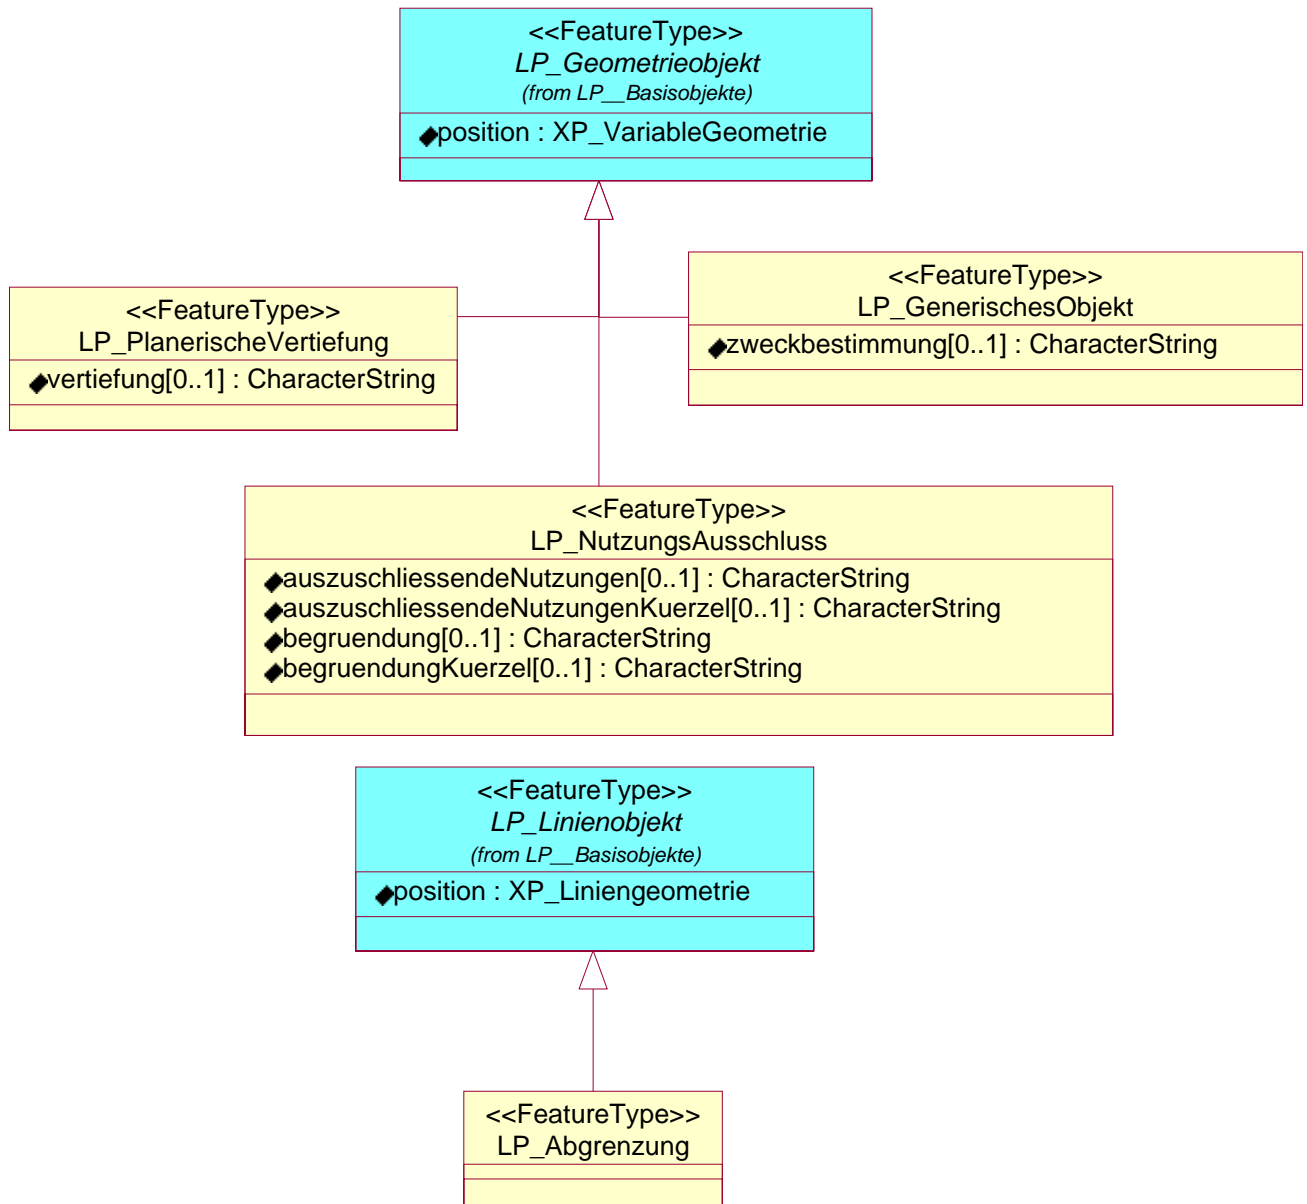 <<FeatureType>>
LP_Geometrieobjekt
(from LP__Basisobjekte)
position : XP_VariableGeometrie
<<FeatureType>>
LP_PlanerischeVertiefung
vertiefung[0..1] : CharacterString
<<FeatureType>>
LP_GenerischesObjekt
zweckbestimmung[0..1] : CharacterString
<<FeatureType>>
LP_NutzungsAusschluss
auszuschliessendeNutzungen[0..1] : CharacterString
auszuschliessendeNutzungenKuerzel[0..1] : CharacterString
begruendung[0..1] : CharacterString
begruendungKuerzel[0..1] : CharacterString
<<FeatureType>>
LP_Linienobjekt
(from LP__Basisobjekte)
position : XP_Liniengeometrie
<<FeatureType>>
LP_Abgrenzung